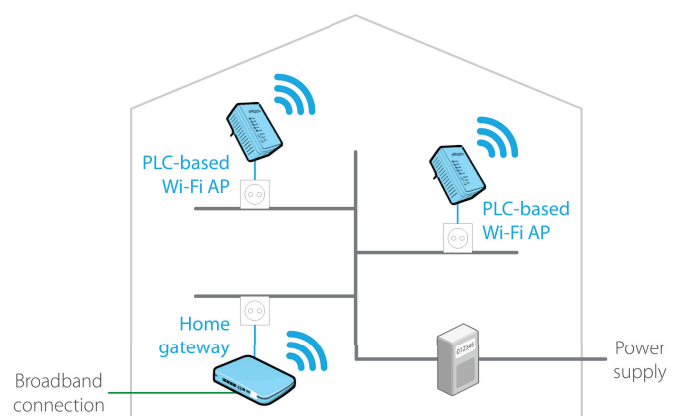 PLC-based
Wi-Fi AP
PLC-based
Wi-Fi AP
Home
gateway
012345
Power
supply
Broadband
connection